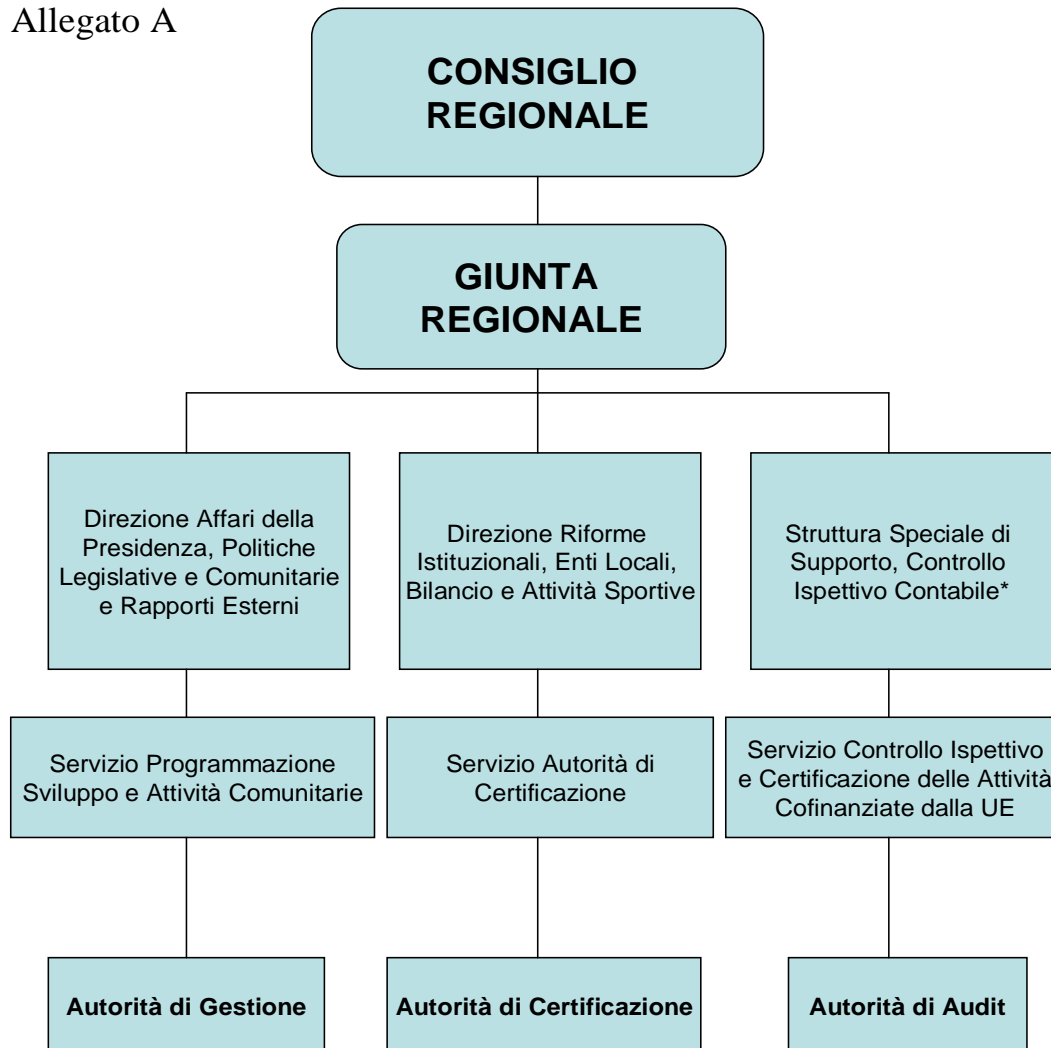 Allegato A
CONSIGLIO
REGIONALE
GIUNTA
REGIONALE
Direzione Affari della
Presidenza, Politiche
Legislative e Comunitarie
e Rapporti Esterni
Direzione Riforme
Istituzionali, Enti Locali,
Bilancio e Attività Sportive
Struttura Speciale di
Supporto, Controllo
Ispettivo Contabile*
Servizio Programmazione
Sviluppo e Attività Comunitarie
Servizio Autorità di
Certificazione
Servizio Controllo Ispettivo
e Certificazione delle Attività
Cofinanziate dalla UE
Autorità di Gestione
Autorità di Certificazione
Autorità di Audit